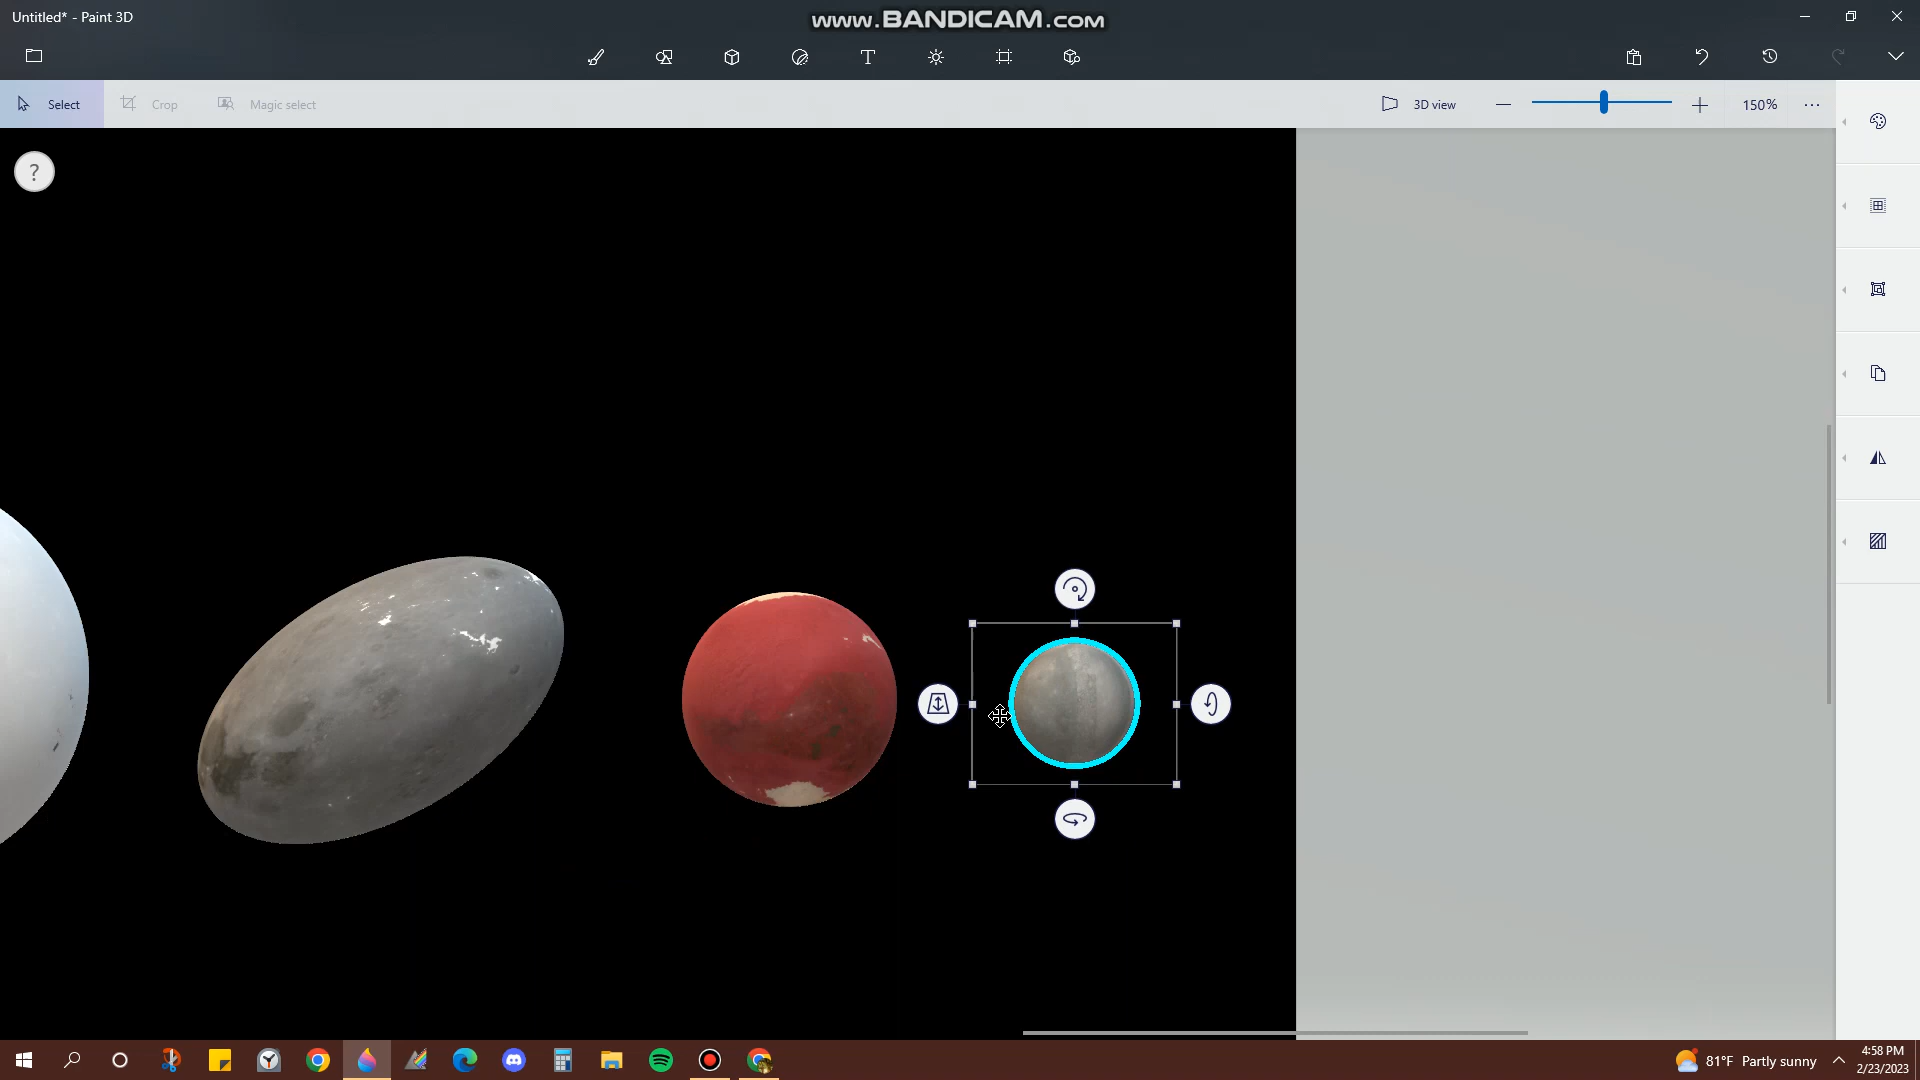 Untitled* - Paint 3D
www.BANDICAM.com
Select
Crop
Magic select
3D view
150%
?
81°F Partly sunny
4:58 PM
2/23/2023